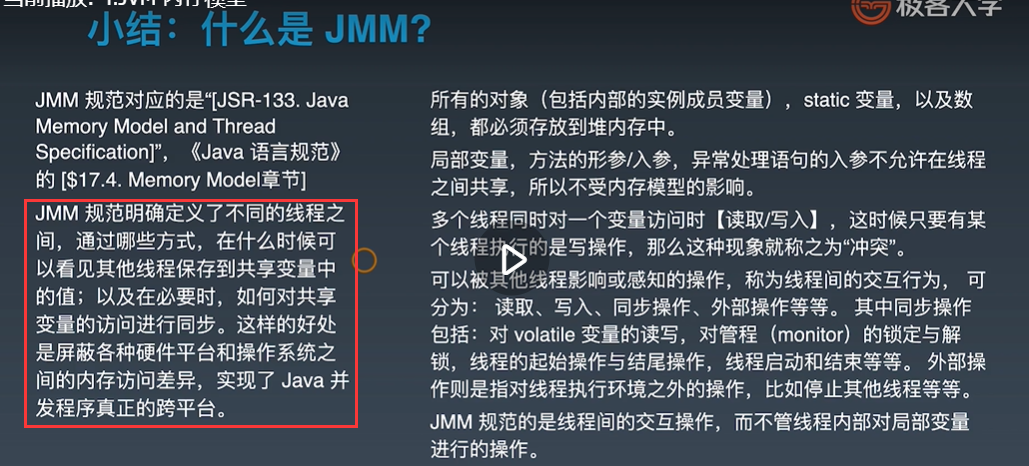 当前播放：1.JVM 内存模型
极客大学
小结：什么是 JMM?
JMM 规范对应的是“[JSR-133. Java
Memory Model and Thread
Specification]”，《Java 语言规范》
的 [$17.4. Memory Model章节]
JMM 规范明确定义了不同的线程之
间，通过哪些方式，在什么时候可
以看见其他线程保存到共享变量中
的值；以及在必要时，如何对共享
变量的访问进行同步。这样的好处
是屏蔽各种硬件平台和操作系统之
间的内存访问差异，实现了 Java 并
发程序真正的跨平台。
所有的对象（包括内部的实例成员变量），static 变量，以及数
组，都必须存放到堆内存中。
局部变量，方法的形参/入参，异常处理语句的入参不允许在线程
之间共享，所以不受内存模型的影响。
多个线程同时对一个变量访问时【读取/写入】，这时候只要有某
个线程执行的是写操作，那么这种现象就称之为“冲突”。
可以被其他线程影响或感知的操作，称为线程间的交互行为， 可
分为： 读取、写入、同步操作、外部操作等等。 其中同步操作
包括：对 volatile 变量的读写，对管程（monitor）的锁定与解
锁，线程的起始操作与结尾操作，线程启动和结束等等。 外部操
作则是指对线程执行环境之外的操作，比如停止其他线程等等。
JMM 规范的是线程间的交互操作，而不管线程内部对局部变量
进行的操作。